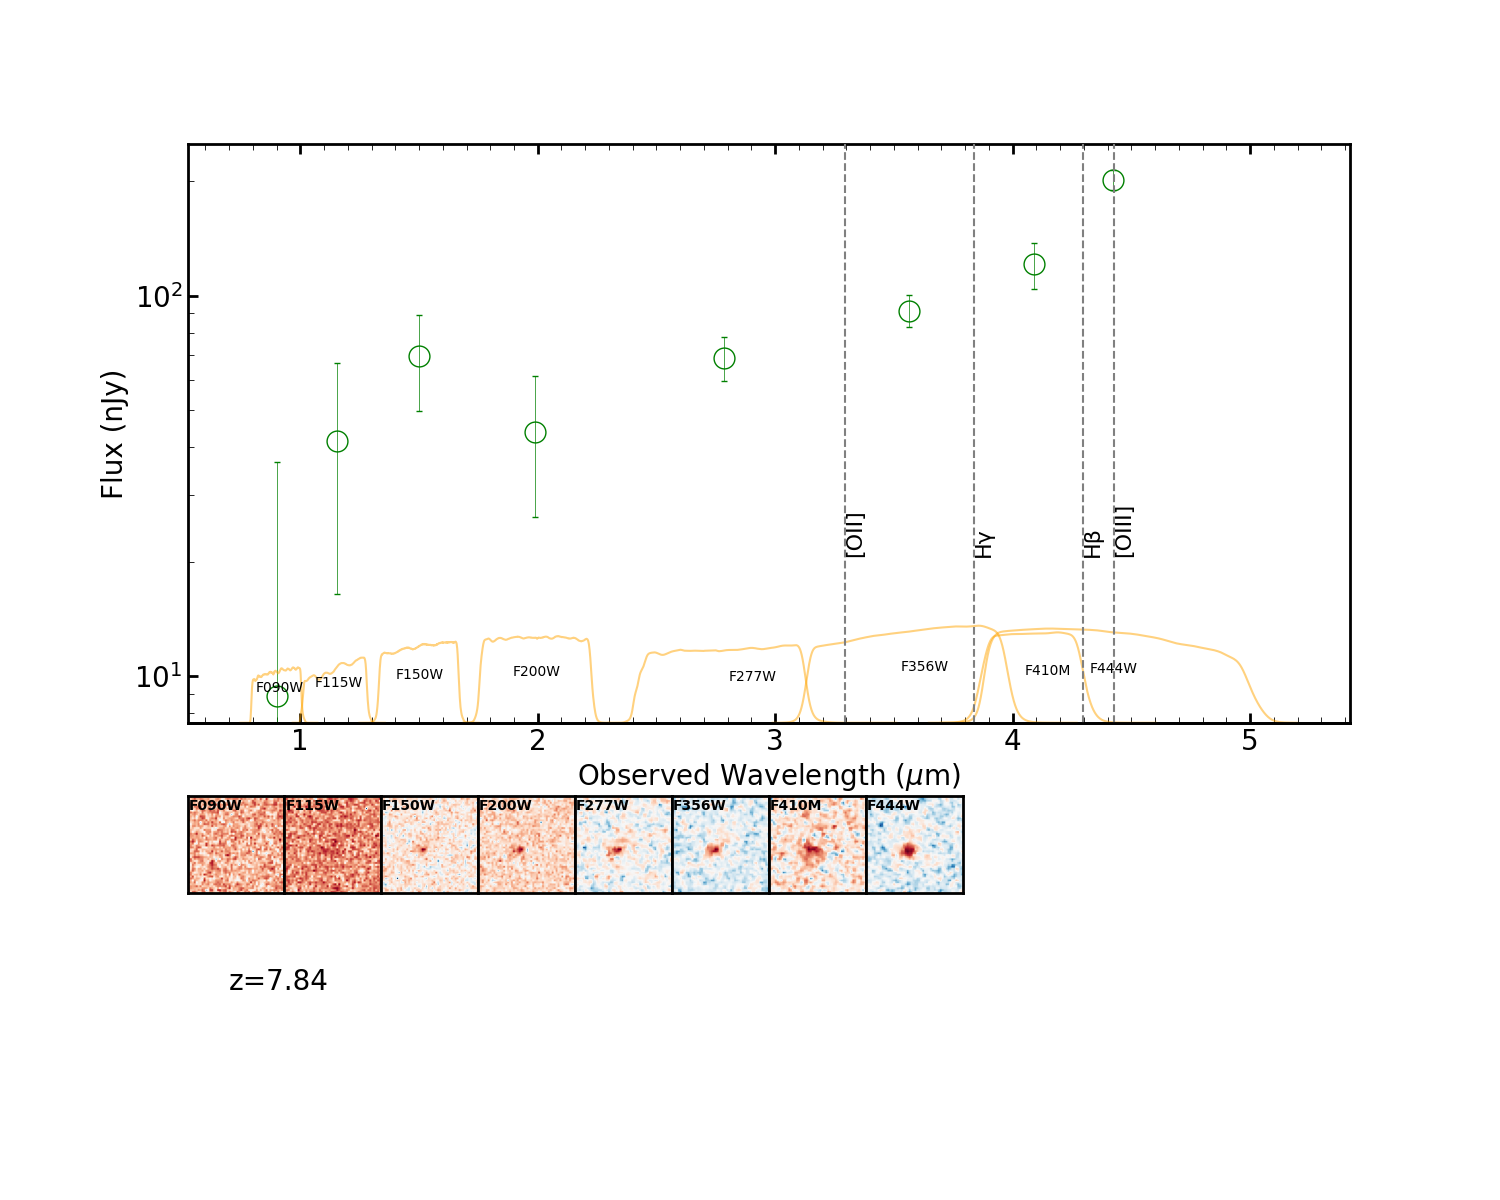 10²
10¹
Flux (nJy)
[OII]
Hγ
Hβ
[OIII]
F090W
F115W
F150W
F200W
F277W
F356W
F410M
F444W
1 2 3 4 5
Observed Wavelength (μm)
F090W F115W F150W F200W F277W F356W F410M F444W
z=7.84